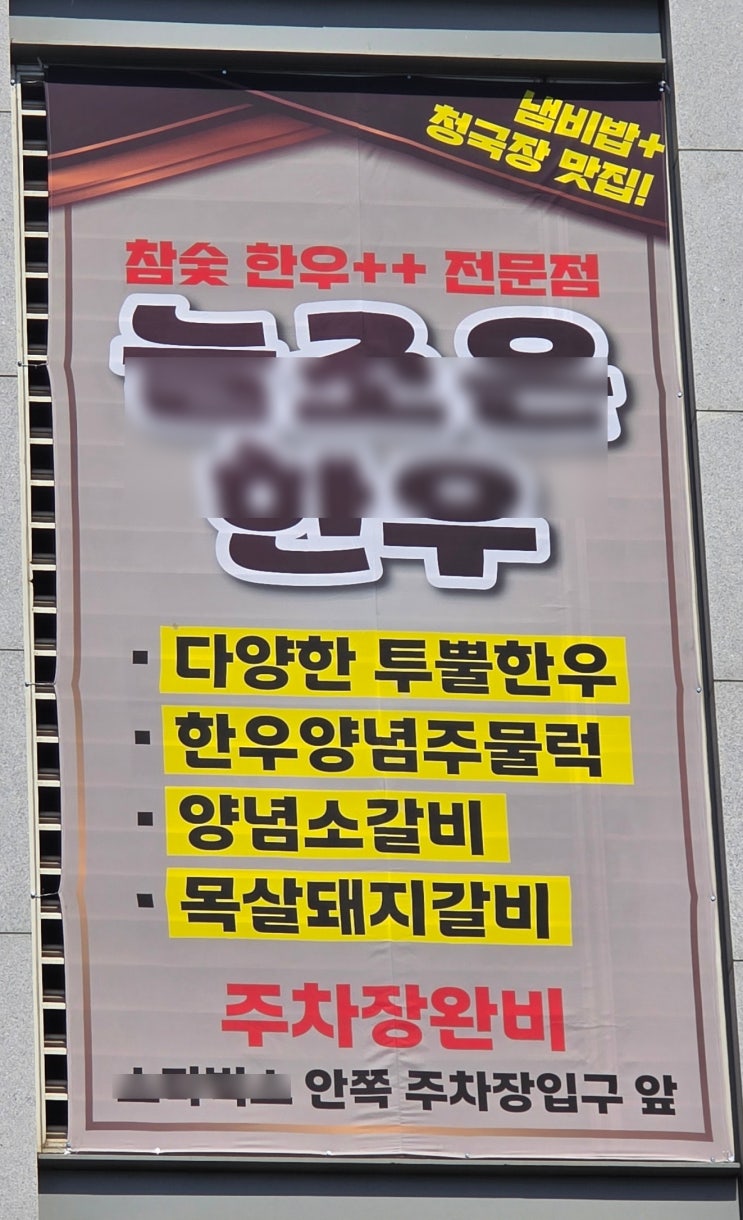 냄비밥+
청국장 맛집!
참숯 한우++ 전문점
한우
· 다양한 투뿔한우
· 한우양념주물럭
· 양념소갈비
· 목살돼지갈비
주차장완비
안쪽 주차장입구 앞